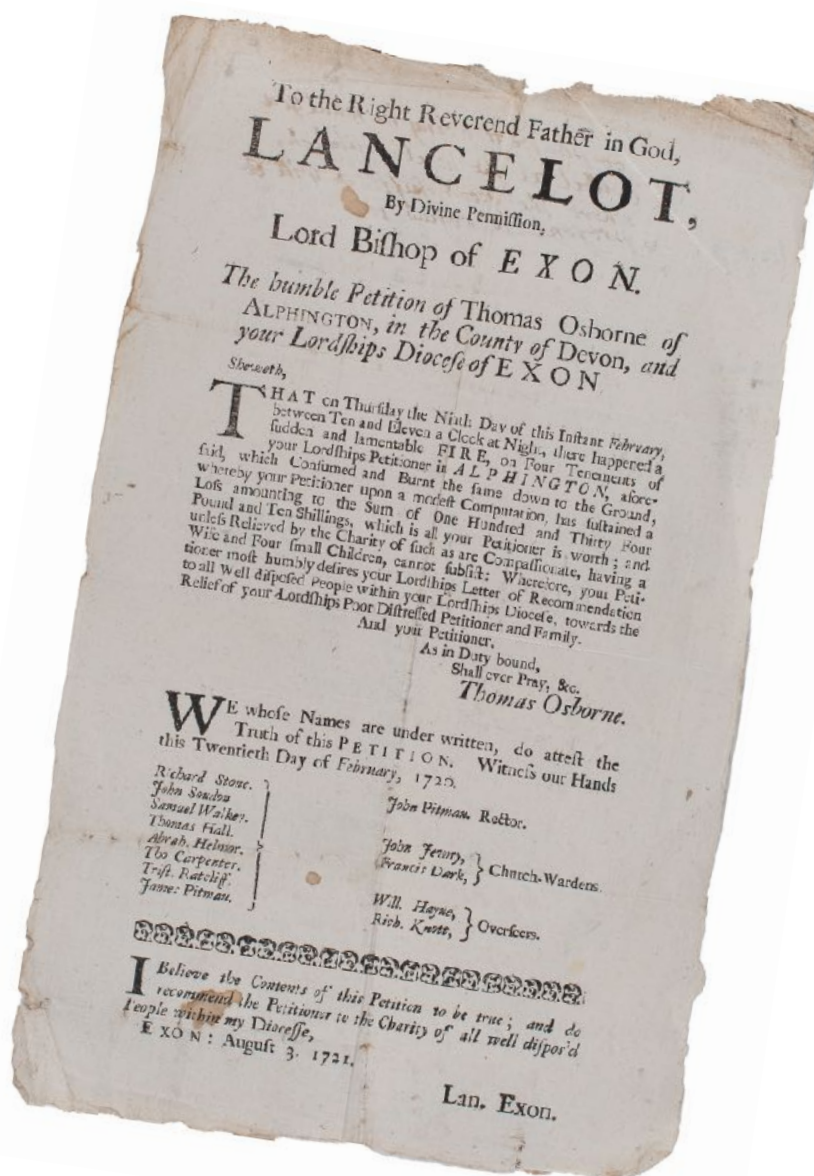 To the Right Reverend Father in God,
LANCELOT,
By Divine Permiſſion,
Lord Biſhop of EXON.
The humble Petition of Thomas Osborne of
ALPHINGTON, in the County of Devon, and
your Lordſhips Dioceſe of EXON
Sheweth,
THAT on Thurſday the Ninth Day of this Inſtant February,
between Ten and Eleven a Clock at Night, there happened a
ſudden and lamentable FIRE, on Four Tenements of
your Lordſhips Petitioner in ALPHINGTON, afore-
ſaid, which Conſumed and Burnt the ſame down to the Ground,
whereby your Petitioner upon a modeſt Computation, has ſuſtained a
Loſs amounting to the Sum of One Hundred and Thirty Four
Pound and Ten Shillings, which is all your Petitioner is worth; and
unleſs Relieved by the Charity of ſuch as are Compaſſionate, having a
Wife and Four ſmall Children, cannot ſubſiſt: Wherefore, your Peti-
tioner moſt humbly deſires your Lordſhips Letter of Recommendation
to all Well diſpoſed People within your Lordſhips Dioceſe, towards the
Relief of your Lordſhips Poor Diſtreſſed Petitioner and Family.
And your Petitioner,
As in Duty bound,
Shall ever Pray, &c.
Thomas Osborne.
WE whoſe Names are under written, do atteſt the
Truth of this PETITION. Witneſs our Hands
this Twentieth Day of February, 1720.
Richard Stone.
John Soudon
Samuel Walker.
Thomas Hall.
Abrah. Helmor.
Tho Carpenter.
Triſt. Ratcliff.
James Pitman.
John Pitman. Rector.
John
Francis Dark, } Church-Wardens.
Will. Hayne,
Rich. Knott, } Overſeers.
I Believe the Contents of this Petition to be true; and do
recommend the Petitioner to the Charity of all well diſpos'd
People within my Dioceſſe,
EXON: Auguſt 3. 1721.
Lan. Exon.